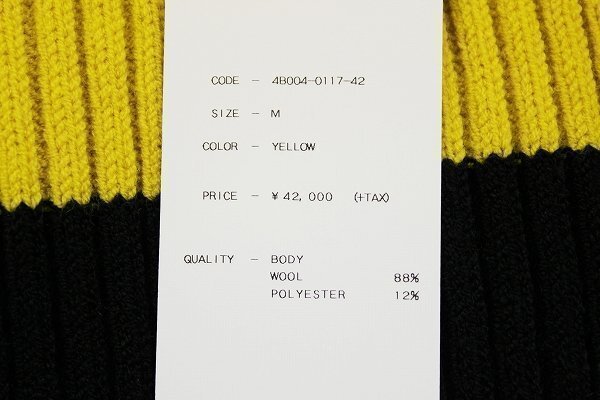 CODE - 4B004-0117-42
SIZE - M
COLOR - YELLOW
PRICE - ¥ 42, 000 (+TAX)
QUALITY - BODY
WOOL 88%
POLYESTER 12%